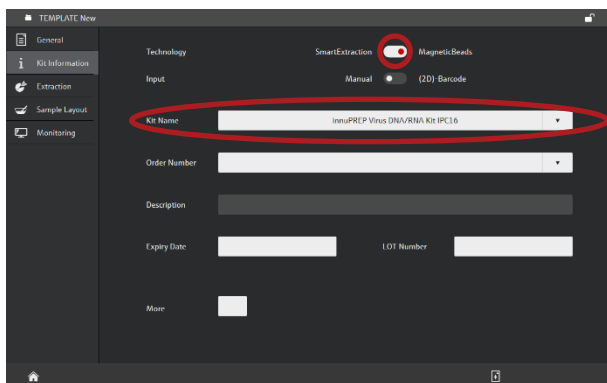 TEMPLATE New
General
Kit Information
Extraction
Sample Layout
Monitoring
Technology SmartExtraction MagneticBeads
Input Manual (2D)-Barcode
Kit Name innuPREP Virus DNA/RNA Kit IPC16
Order Number
Description
Expiry Date LOT Number
More